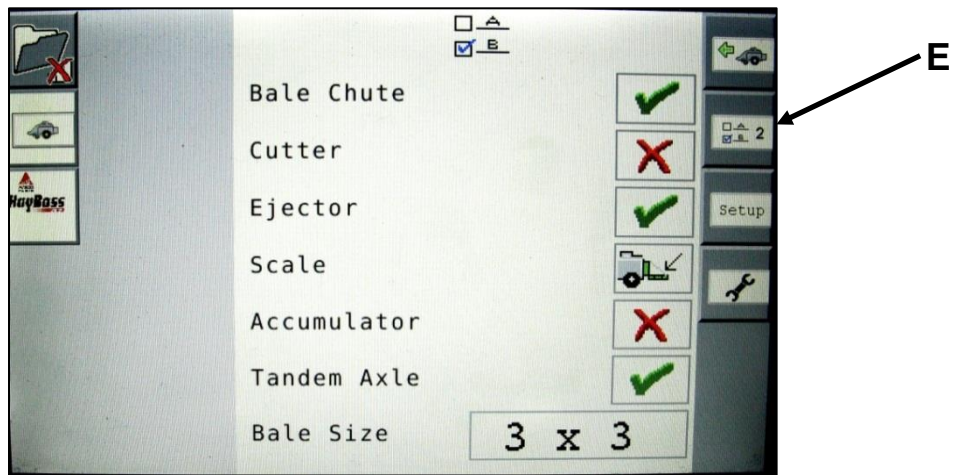 A
B
E
Bale Chute
2
Cutter
HayBoss
Ejector
Setup
Scale
Accumulator
Tandem Axle
Bale Size
3 x 3